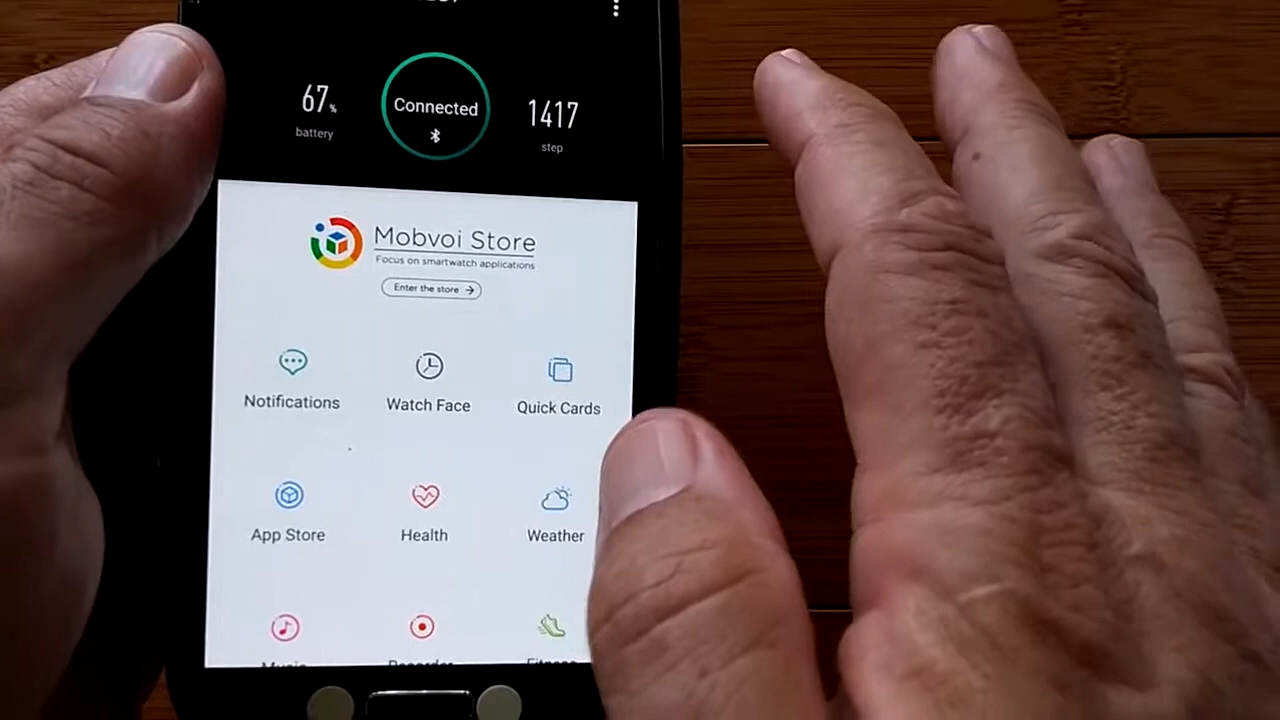 67%
battery
Connected
1417
step
Mobvoi Store
Focus on smartwatch applications
Enter the store →
Notifications
Watch Face
Quick Cards
App Store
Health
Weather